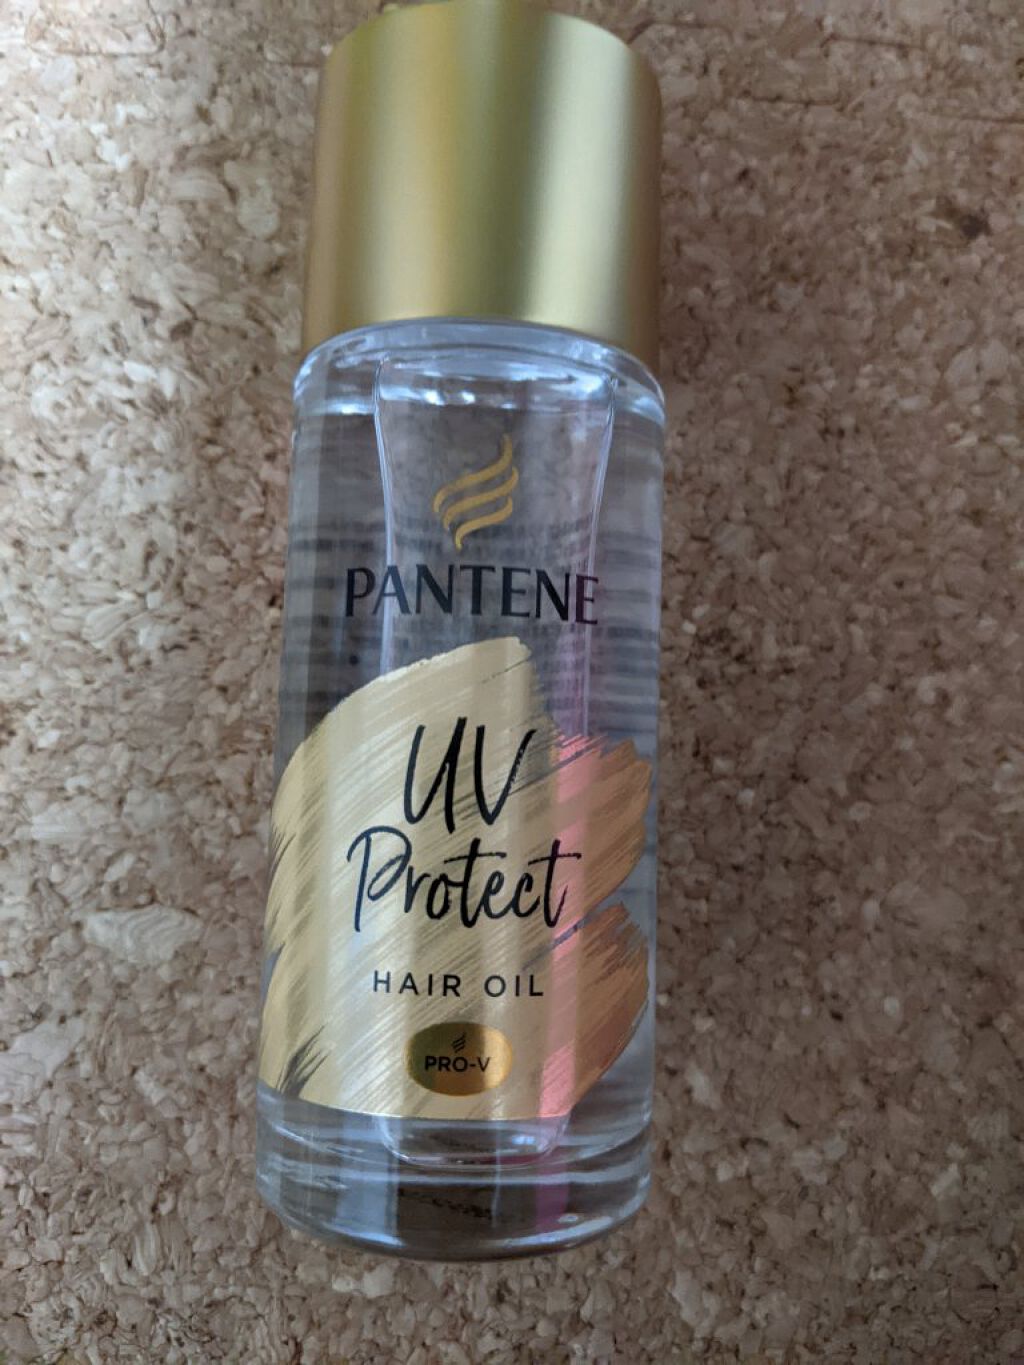 PANTENE
UV
Protect
HAIR OIL
PRO-V